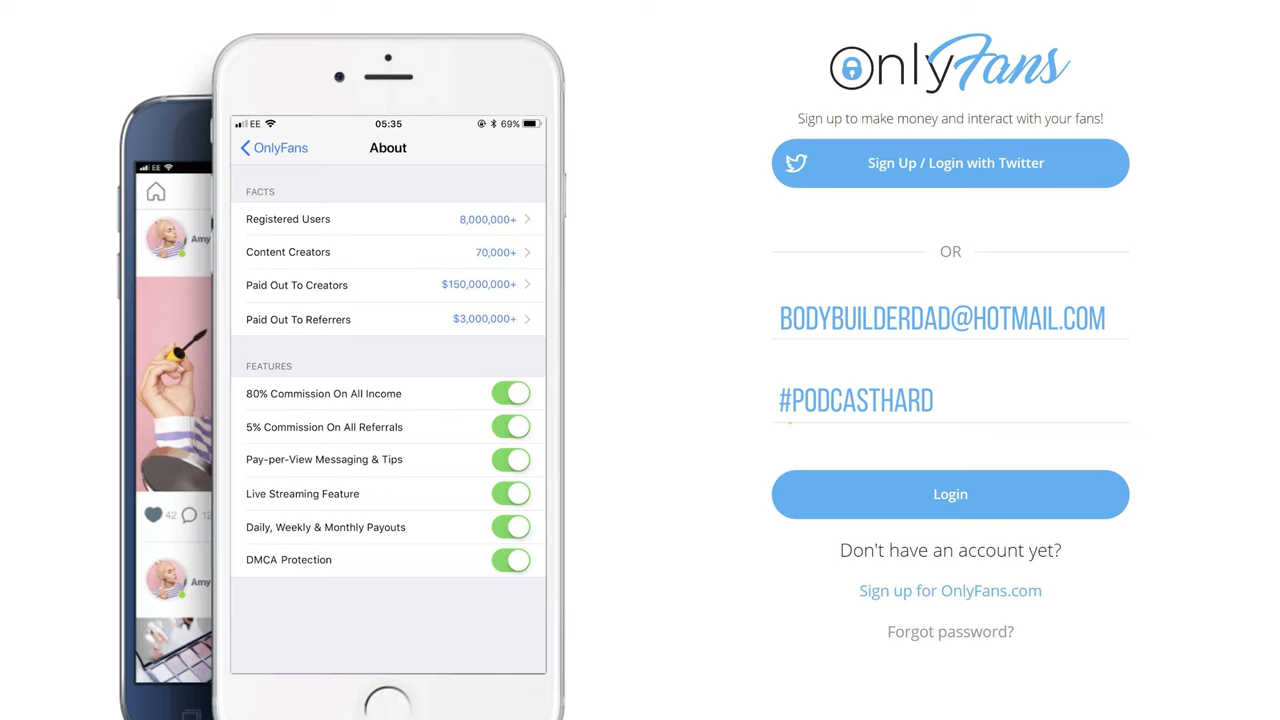 EE
Amy
42
12
Amy
EE
05:35
69%
OnlyFans
About
FACTS
Registered Users 8,000,000+
Content Creators 70,000+
Paid Out To Creators $150,000,000+
Paid Out To Referrers $3,000,000+
FEATURES
80% Commission On All Income
5% Commission On All Referrals
Pay-per-View Messaging & Tips
Live Streaming Feature
Daily, Weekly & Monthly Payouts
DMCA Protection
OnlyFans
Sign up to make money and interact with your fans!
Sign Up / Login with Twitter
OR
BODYBUILDERDAD@HOTMAIL.COM
#PODCASTHARD
Login
Don't have an account yet?
Sign up for OnlyFans.com
Forgot password?